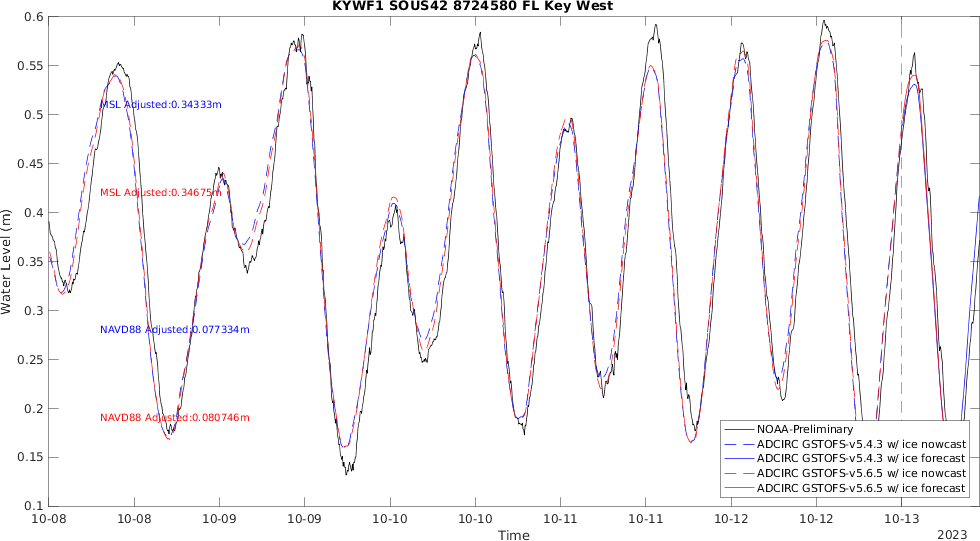 KYWF1 SOUS42 8724580 FL Key West
0.6
0.55
0.5
0.45
0.4
0.35
0.3
0.25
0.2
0.15
0.1
Water Level (m)
MSL Adjusted:0.34333m
MSL Adjusted:0.34675m
NAVD88 Adjusted:0.077334m
NAVD88 Adjusted:0.080746m
NOAA-Preliminary
ADCIRC GSTOFS-v5.4.3 w/ ice nowcast
ADCIRC GSTOFS-v5.4.3 w/ ice forecast
ADCIRC GSTOFS-v5.6.5 w/ ice nowcast
ADCIRC GSTOFS-v5.6.5 w/ ice forecast
10-08 10-08 10-09 10-09 10-10 10-10 10-11 10-11 10-12 10-12 10-13
Time
2023